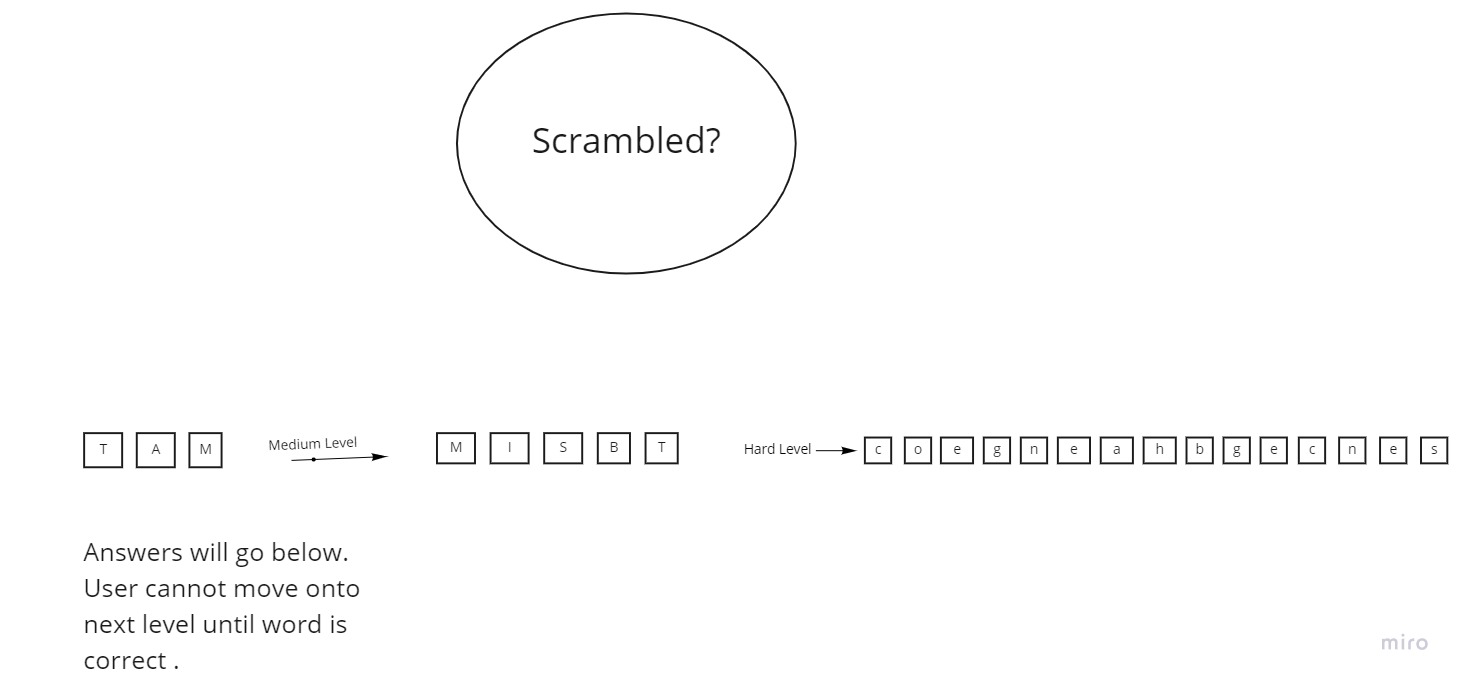 Scrambled?
T A M
Medium Level
M I S B T
Hard Level
c o e g n e a h b g e c n e s
Answers will go below.
User cannot move onto
next level until word is
correct .
miro